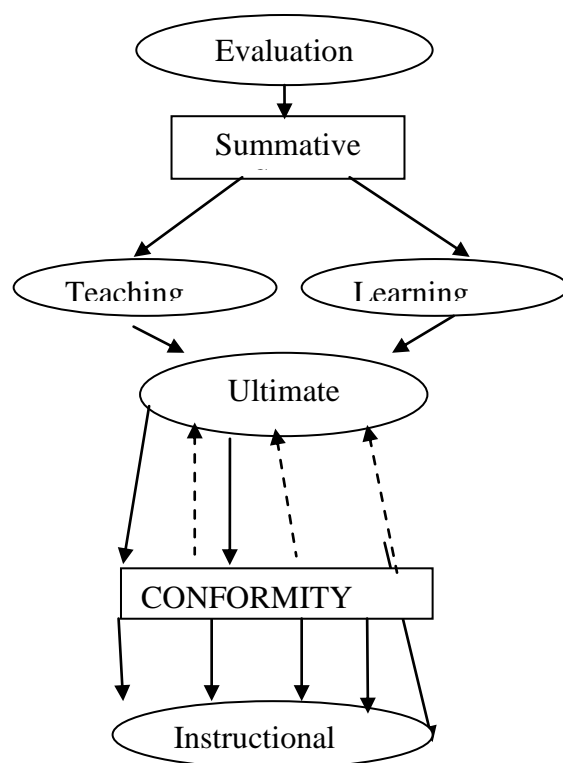 Evaluation
Summative
Teaching
Learning
Ultimate
CONFORMITY
Instructional